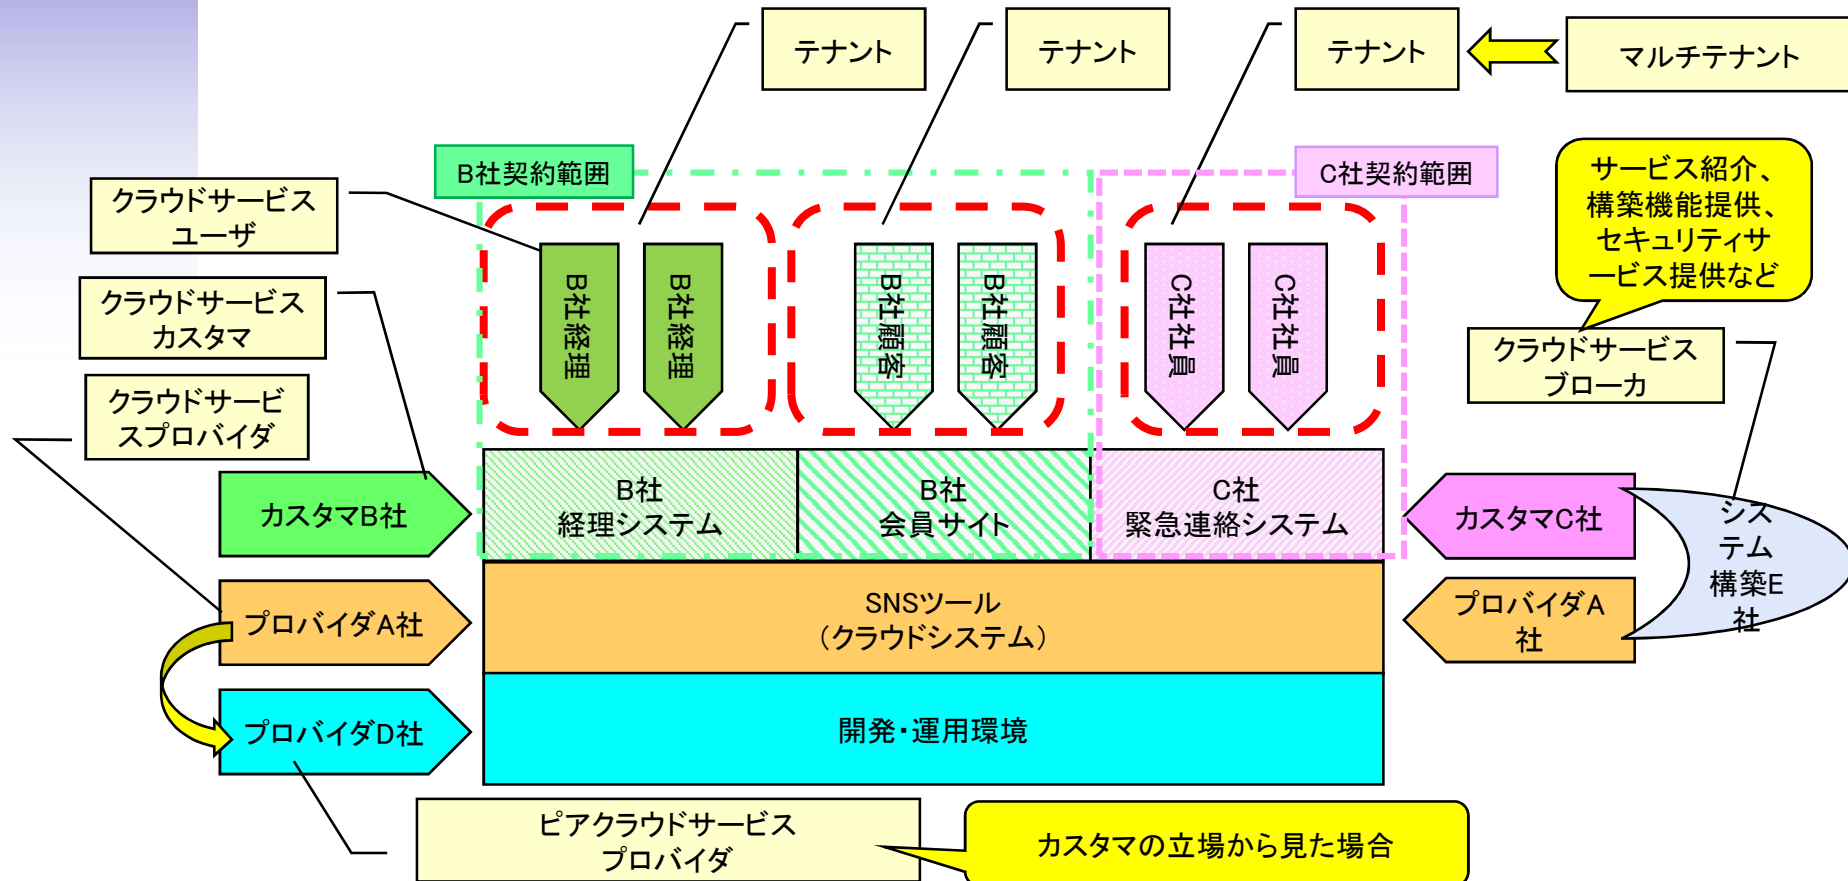 テナント
テナント
テナント
マルチテナント
B社契約範囲
C社契約範囲
サービス紹介、
構築機能提供、
セキュリティサ
ービス提供など
クラウドサービス
ユーザ
B社経理
B社経理
B社顧客
B社顧客
C社社員
C社社員
クラウドサービス
カスタマ
クラウドサービス
ブローカ
クラウドサービ
スプロバイダ
カスタマB社
B社
経理システム
B社
会員サイト
C社
緊急連絡システム
カスタマC社
シス
テム
構築E
社
プロバイダA社
SNSツール
（クラウドシステム）
プロバイダA
社
プロバイダD社
開発・運用環境
ピアクラウドサービス
プロバイダ
カスタマの立場から見た場合